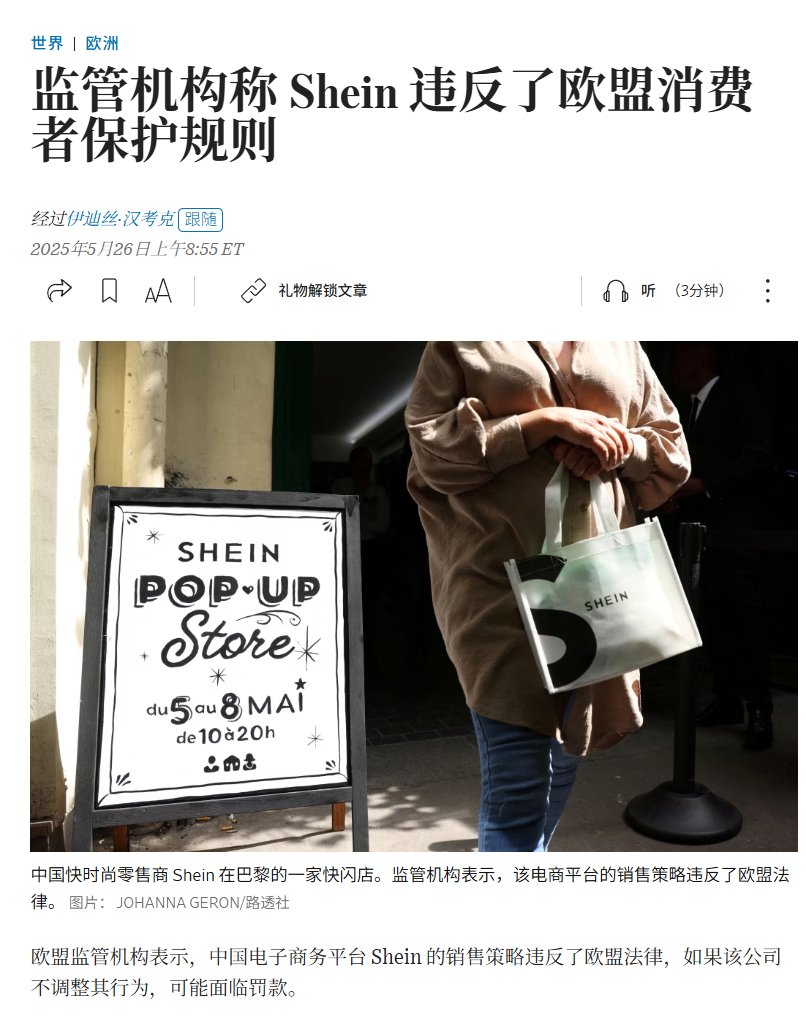 世界 | 欧洲
监管机构称 Shein 违反了欧盟消费
者保护规则
经过伊迪丝·汉考克 跟随
2025年5月26日上午8:55 ET
AA 礼物解锁文章 听 （3分钟）
SHEIN
POP-UP
Store
du 5 au 8 MAI
de 10 à 20h
SHEIN
中国快时尚零售商 Shein 在巴黎的一家快闪店。监管机构表示，该电商平台的销售策略违反了欧盟法
律。 图片： JOHANNA GERON/路透社
欧盟监管机构表示，中国电子商务平台 Shein 的销售策略违反了欧盟法律，如果该公司
不调整其行为，可能面临罚款。